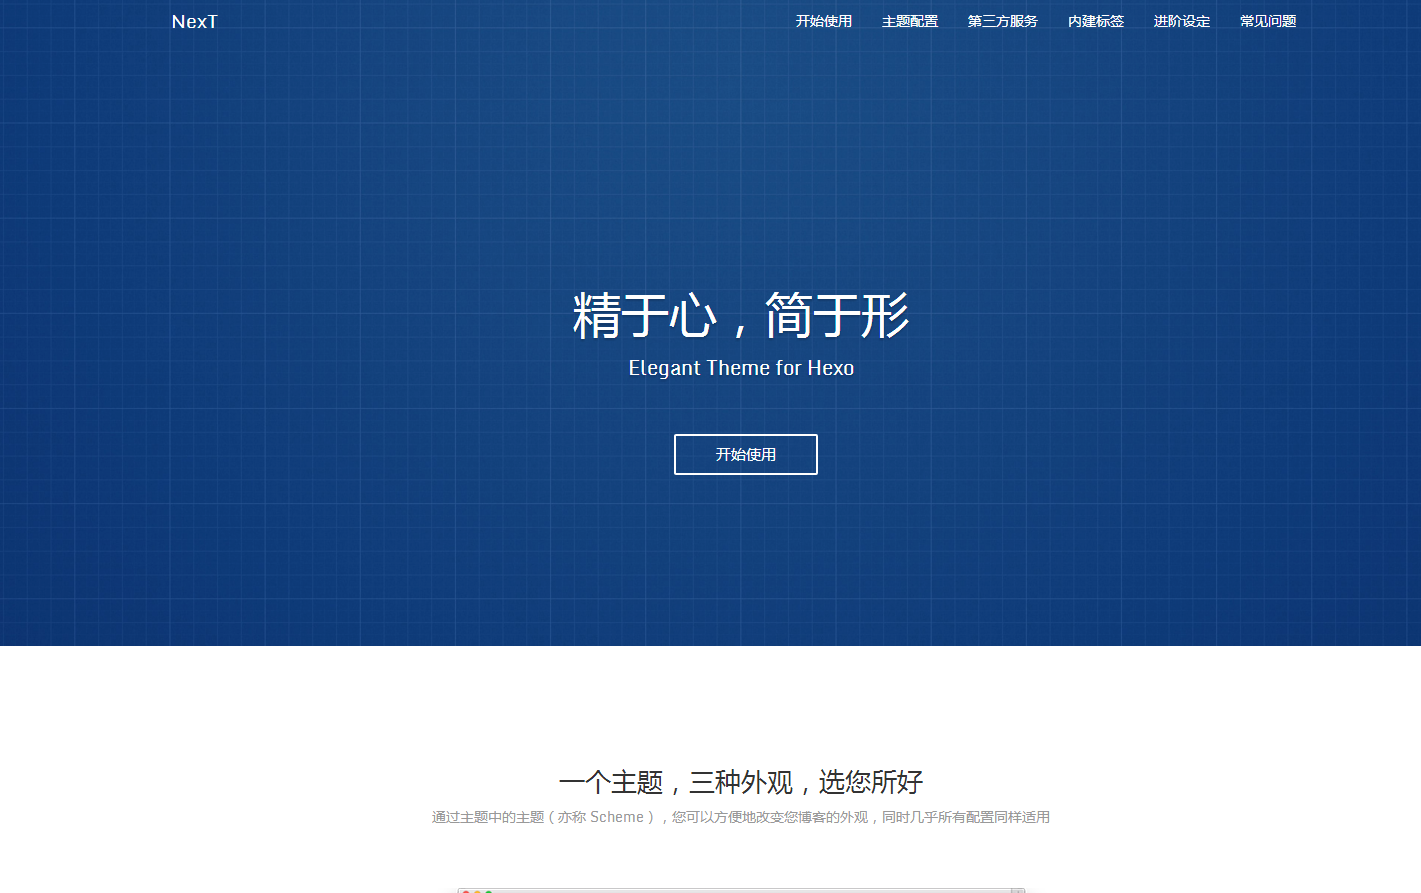 NexT 开始使用 主题配置 第三方服务 内建标签 进阶设定 常见问题
精于心，简于形
Elegant Theme for Hexo
开始使用
一个主题，三种外观，选您所好
通过主题中的主题（亦称 Scheme），您可以方便地改变您博客的外观，同时几乎所有配置同样适用